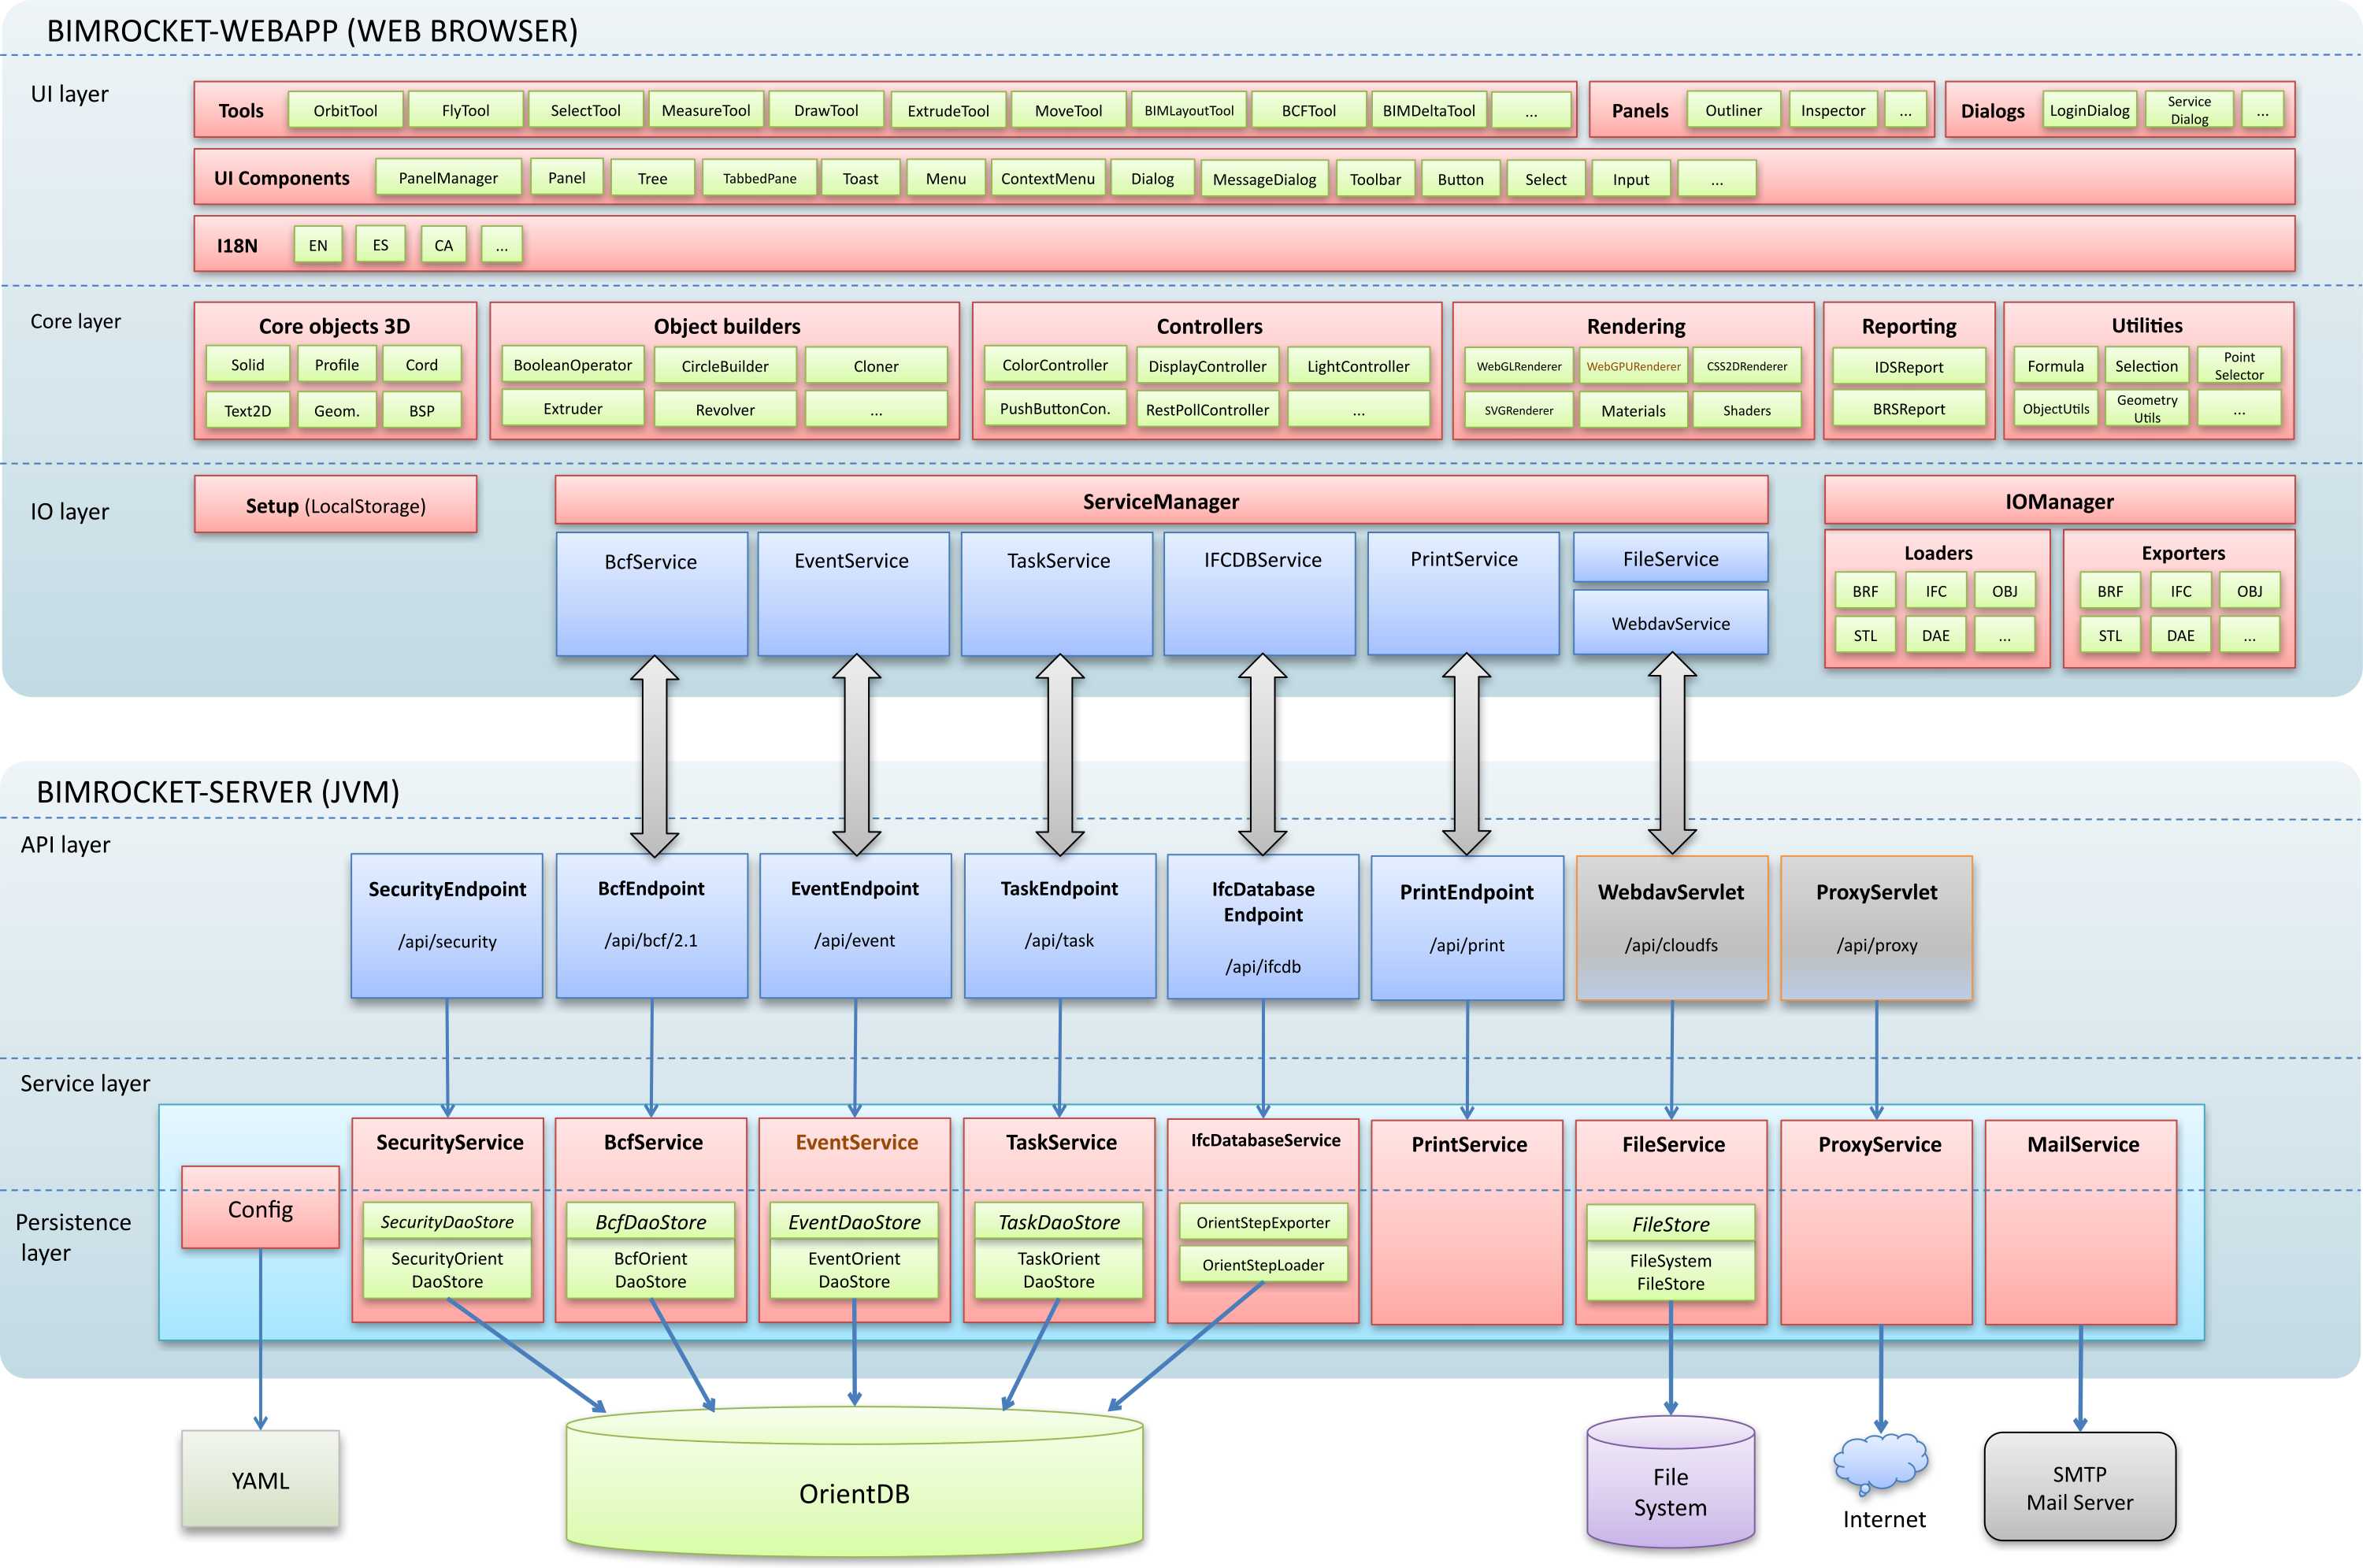 BIMROCKET-WEBAPP (WEB BROWSER)
UI layer
Tools
OrbitTool
FlyTool
SelectTool
MeasureTool
DrawTool
ExtrudeTool
MoveTool
BIMLayoutTool
BCFTool
BIMDeltaTool
...
Panels
Outliner
Inspector
...
Dialogs
LoginDialog
Service
Dialog
...
UI Components
PanelManager
Panel
Tree
TabbedPane
Toast
Menu
ContextMenu
Dialog
MessageDialog
Toolbar
Button
Select
Input
...
I18N
EN
ES
CA
...
Core layer
Core objects 3D
Solid
Profile
Cord
Text2D
Geom.
BSP
Object builders
BooleanOperator
CircleBuilder
Cloner
Extruder
Revolver
...
Controllers
ColorController
DisplayController
LightController
PushButtonCon.
RestPollController
...
Rendering
WebGLRenderer
WebGPURenderer
CSS2DRenderer
SVGRenderer
Materials
Shaders
Reporting
IDSReport
BRSReport
Utilities
Formula
Selection
Point
Selector
ObjectUtils
Geometry
Utils
...
IO layer
Setup (LocalStorage)
ServiceManager
BcfService
EventService
TaskService
IFCDBService
PrintService
FileService
WebdavService
IOManager
Loaders
BRF
IFC
OBJ
STL
DAE
...
Exporters
BRF
IFC
OBJ
STL
DAE
...
BIMROCKET-SERVER (JVM)
API layer
SecurityEndpoint
/api/security
BcfEndpoint
/api/bcf/2.1
EventEndpoint
/api/event
TaskEndpoint
/api/task
IfcDatabase
Endpoint
/api/ifcdb
PrintEndpoint
/api/print
WebdavServlet
/api/cloudfs
ProxyServlet
/api/proxy
Service layer
SecurityService
BcfService
EventService
TaskService
IfcDatabaseService
PrintService
FileService
ProxyService
MailService
Persistence
layer
Config
SecurityDaoStore
SecurityOrient
DaoStore
BcfDaoStore
BcfOrient
DaoStore
EventDaoStore
EventOrient
DaoStore
TaskDaoStore
TaskOrient
DaoStore
OrientStepExporter
OrientStepLoader
FileStore
FileSystem
FileStore
YAML
OrientDB
File
System
Internet
SMTP
Mail Server